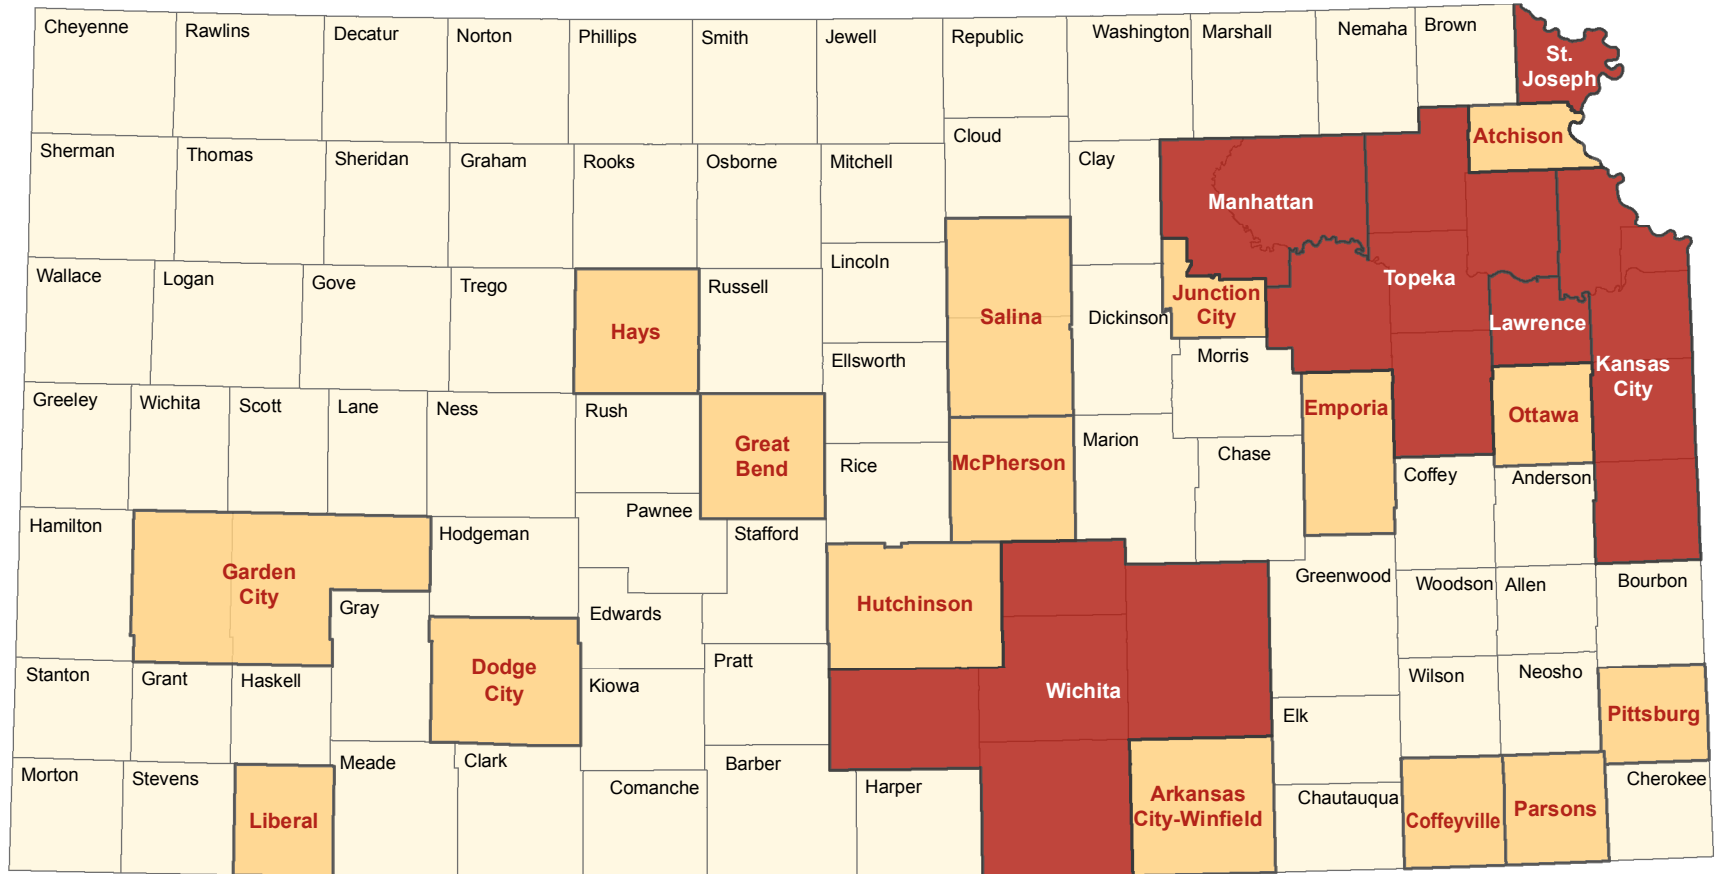 Cheyenne
Rawlins
Decatur
Norton
Phillips
Smith
Jewell
Republic
Washington
Marshall
Nemaha
Brown
St.
Joseph
Atchison
Sherman
Thomas
Sheridan
Graham
Rooks
Osborne
Mitchell
Cloud
Clay
Manhattan
Topeka
Wallace
Logan
Gove
Trego
Hays
Russell
Lincoln
Salina
Dickinson
Junction
City
Lawrence
Kansas
City
Ellsworth
Morris
Greeley
Wichita
Scott
Lane
Ness
Rush
Great
Bend
Rice
McPherson
Marion
Chase
Emporia
Ottawa
Coffey
Anderson
Hamilton
Garden
City
Hodgeman
Pawnee
Stafford
Gray
Edwards
Hutchinson
Greenwood
Woodson
Allen
Bourbon
Stanton
Grant
Haskell
Dodge
City
Kiowa
Pratt
Wichita
Elk
Wilson
Neosho
Pittsburg
Morton
Stevens
Liberal
Meade
Clark
Comanche
Barber
Harper
Arkansas
City-Winfield
Chautauqua
Coffeyville
Parsons
Cherokee